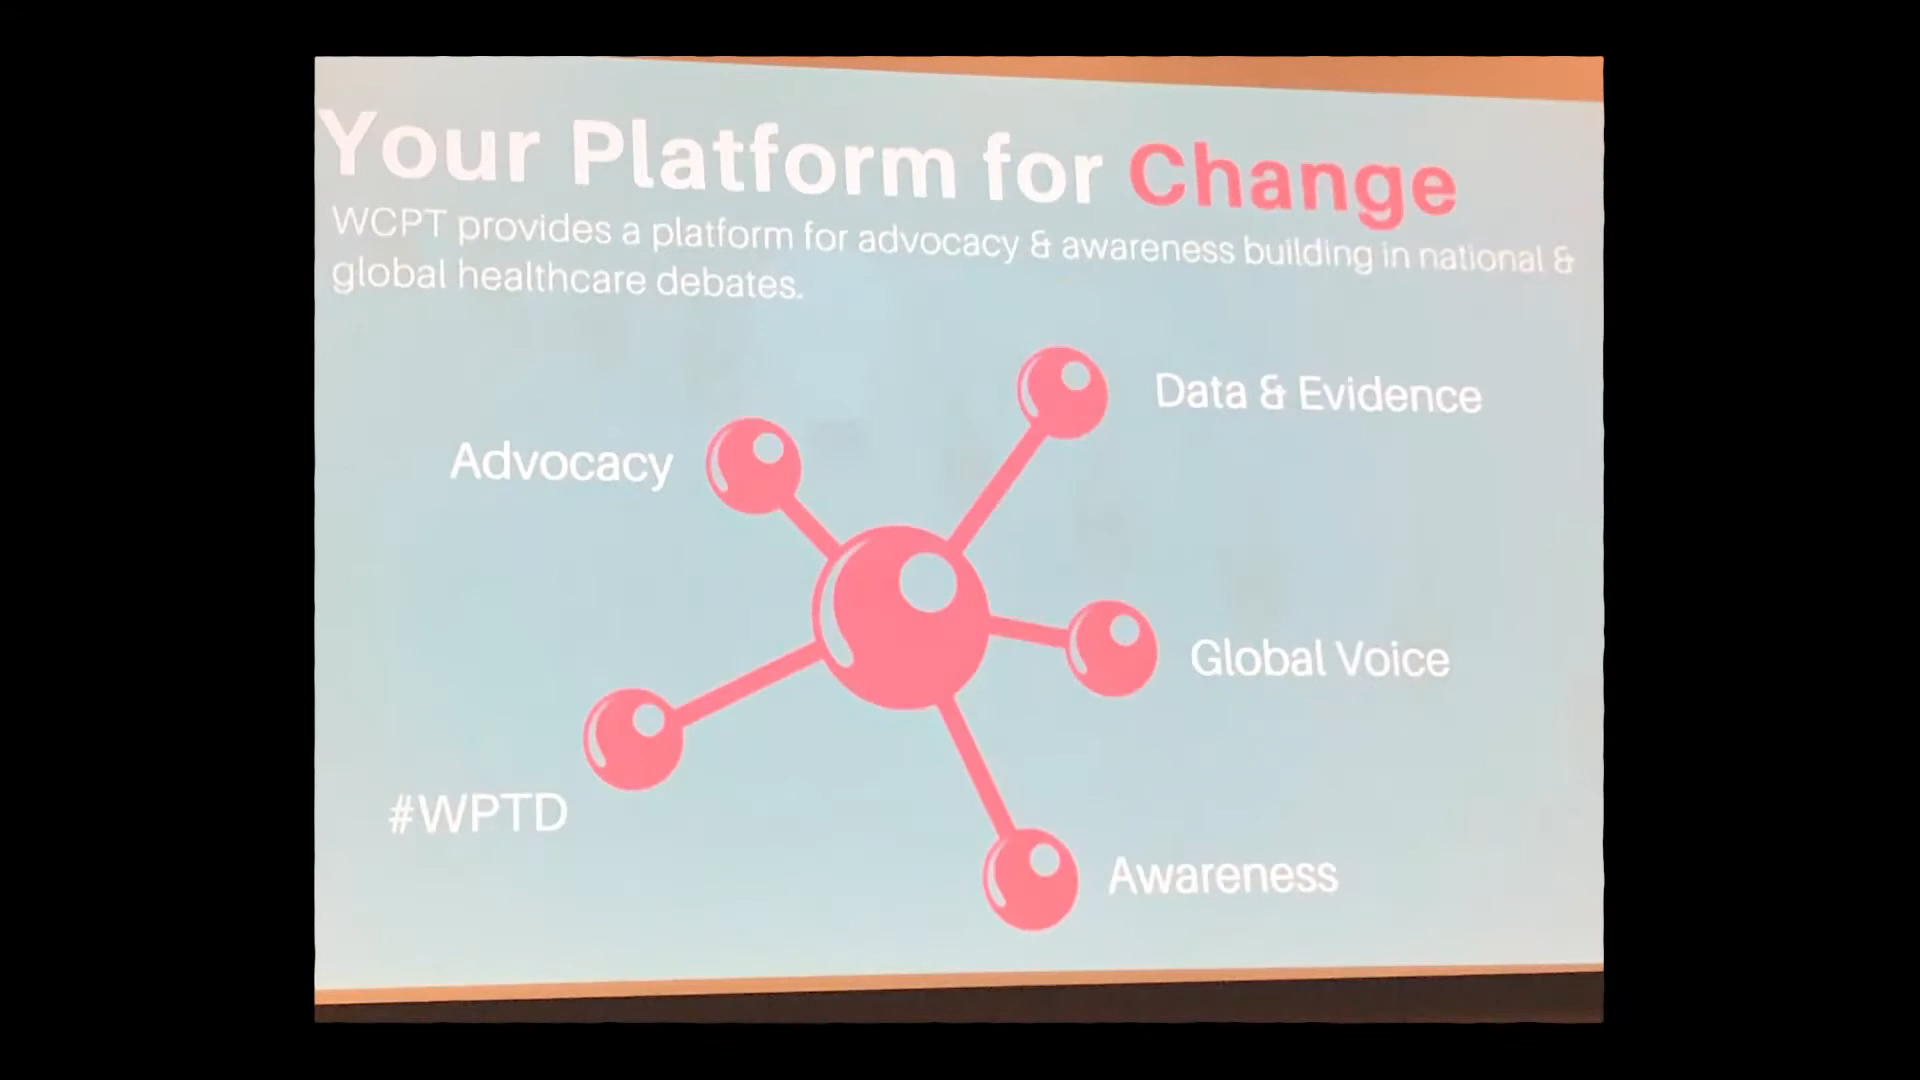 Your Platform for Change
WCPT provides a platform for advocacy & awareness building in national &
global healthcare debates.
Data & Evidence
Advocacy
Global Voice
#WPTD
Awareness